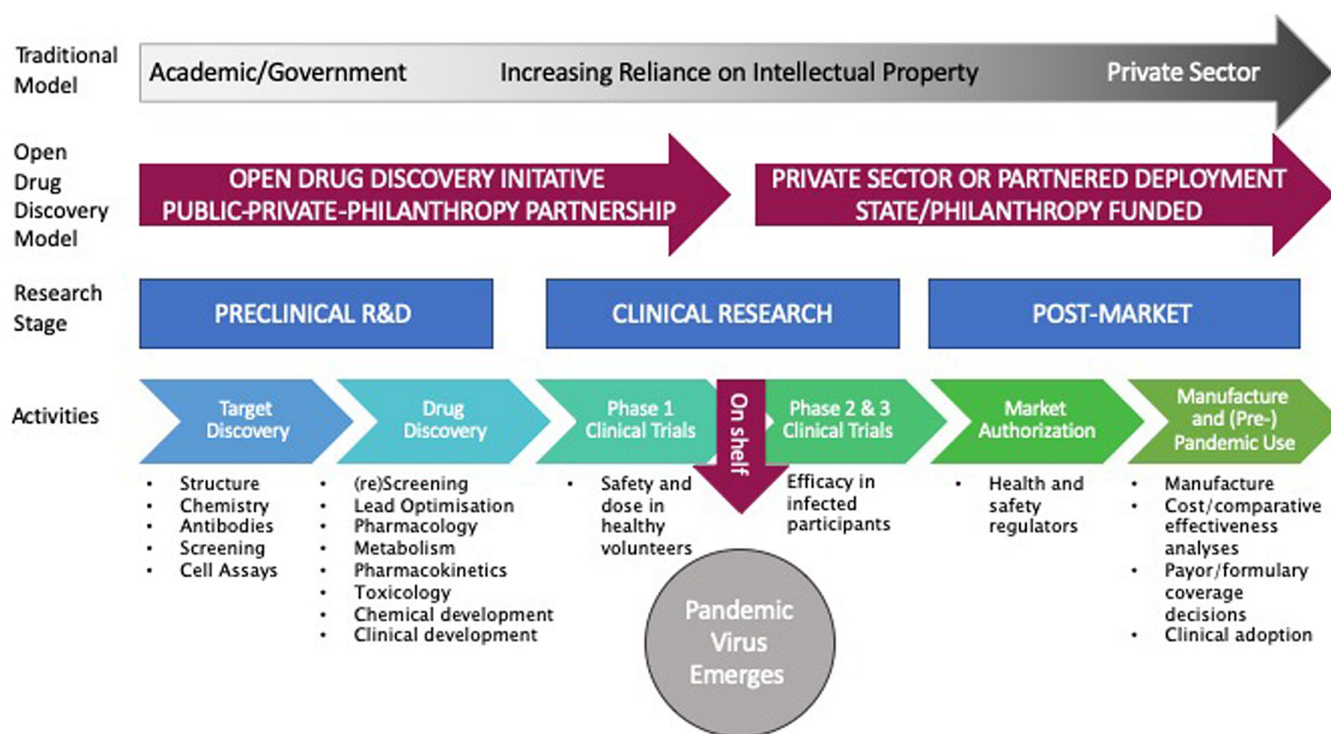 Traditional
Model
Academic/Government
Increasing Reliance on Intellectual Property
Private Sector
Open
Drug
Discovery
Model
OPEN DRUG DISCOVERY INITATIVE
PUBLIC-PRIVATE-PHILANTHROPY PARTNERSHIP
PRIVATE SECTOR OR PARTNERED DEPLOYMENT
STATE/PHILANTHROPY FUNDED
Research
Stage
PRECLINICAL R&D
CLINICAL RESEARCH
POST-MARKET
Activities
Target
Discovery
Drug
Discovery
Phase 1
Clinical Trials
On shelf
Phase 2 & 3
Clinical Trials
Market
Authorization
Manufacture
and (Pre-)
Pandemic Use
• Structure
• Chemistry
• Antibodies
• Screening
• Cell Assays
• (re)Screening
• Lead Optimisation
• Pharmacology
• Metabolism
• Pharmacokinetics
• Toxicology
• Chemical development
• Clinical development
• Safety and
dose in
healthy
volunteers
• Efficacy in
infected
participants
• Health and
safety
regulators
• Manufacture
• Cost/comparative
effectiveness
analyses
• Payor/formulary
coverage
decisions
• Clinical adoption
Pandemic
Virus
Emerges